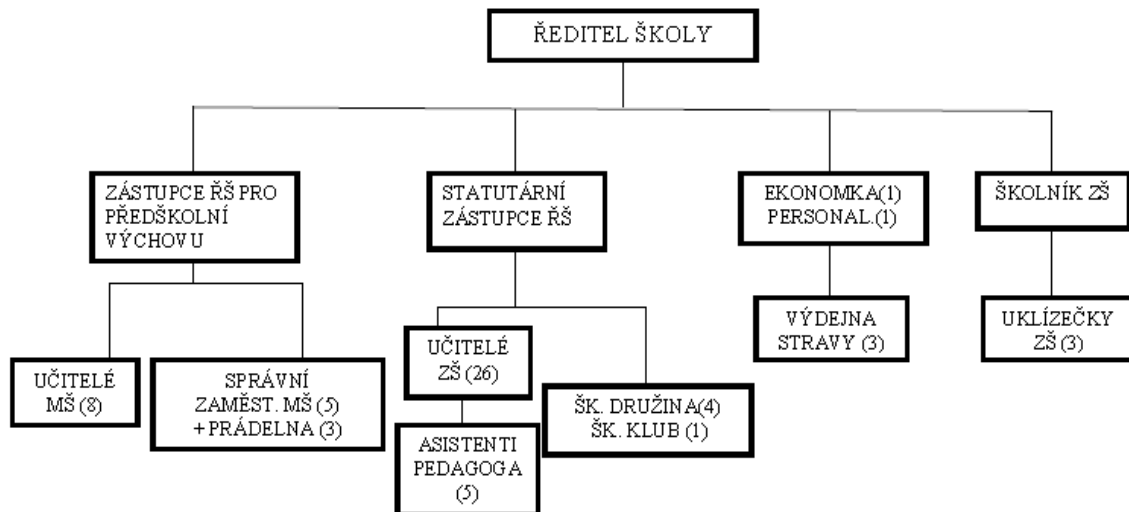 ŘEDITEL ŠKOLY
ZÁSTUPCE ŘŠ PRO
PŘEDŠKOLNÍ
VÝCHOVU
STATUTÁRNÍ
ZÁSTUPCE ŘŠ
EKONOMKA(1)
PERSONAL.(1)
ŠKOLNÍK ZŠ
UČITELÉ
MŠ (8)
SPRÁVNÍ
ZAMĚST. MŠ (5)
+PRÁDELNA (3)
UČITELÉ
ZŠ (26)
ASISTENTI
PEDAGOGA
(5)
ŠK. DRUŽINA(4)
ŠK. KLUB (1)
VÝDEJNA
STRAVY (3)
UKLÍZEČKY
ZŠ (3)